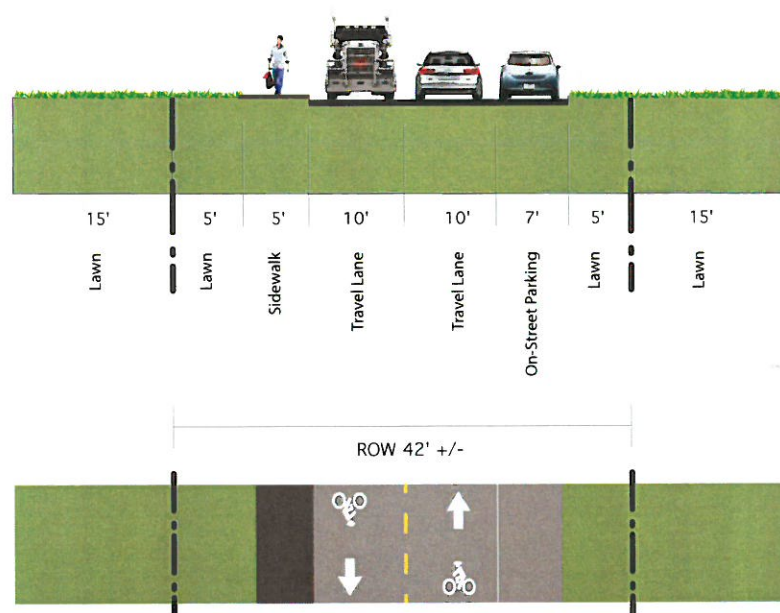 15' 5' 5' 10' 10' 7' 5' 15'
Lawn Lawn Sidewalk Travel Lane Travel Lane On-Street Parking Lawn Lawn
ROW 42' +/-